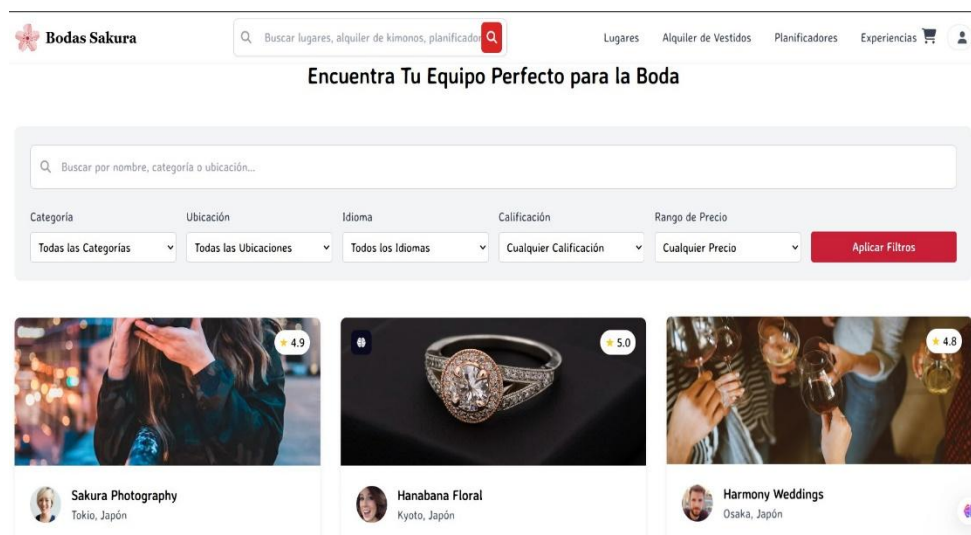 Bodas Sakura
Buscar lugares, alquiler de kimonos, planificador
Lugares
Alquiler de Vestidos
Planificadores
Experiencias
Encuentra Tu Equipo Perfecto para la Boda
Buscar por nombre, categoría o ubicación...
Categoría
Ubicación
Idioma
Calificación
Rango de Precio
Todas las Categorías
Todas las Ubicaciones
Todos los Idiomas
Cualquier Calificación
Cualquier Precio
Aplicar Filtros
4.9
5.0
4.8
Sakura Photography
Tokio, Japón
Hanabana Floral
Kyoto, Japón
Harmony Weddings
Osaka, Japón